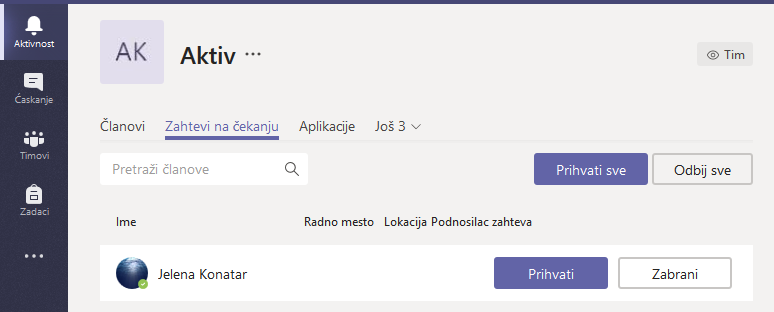 Aktivnost
Ćaskanje
Timovi
Zadaci
AK
Aktiv
Tim
Članovi Zahtevi na čekanju Aplikacije Još 3
Pretraži članove
Prihvati sve Odbij sve
Ime Radno mesto Lokacija Podnosilac zahteva
Jelena Konatar Prihvati Zabrani